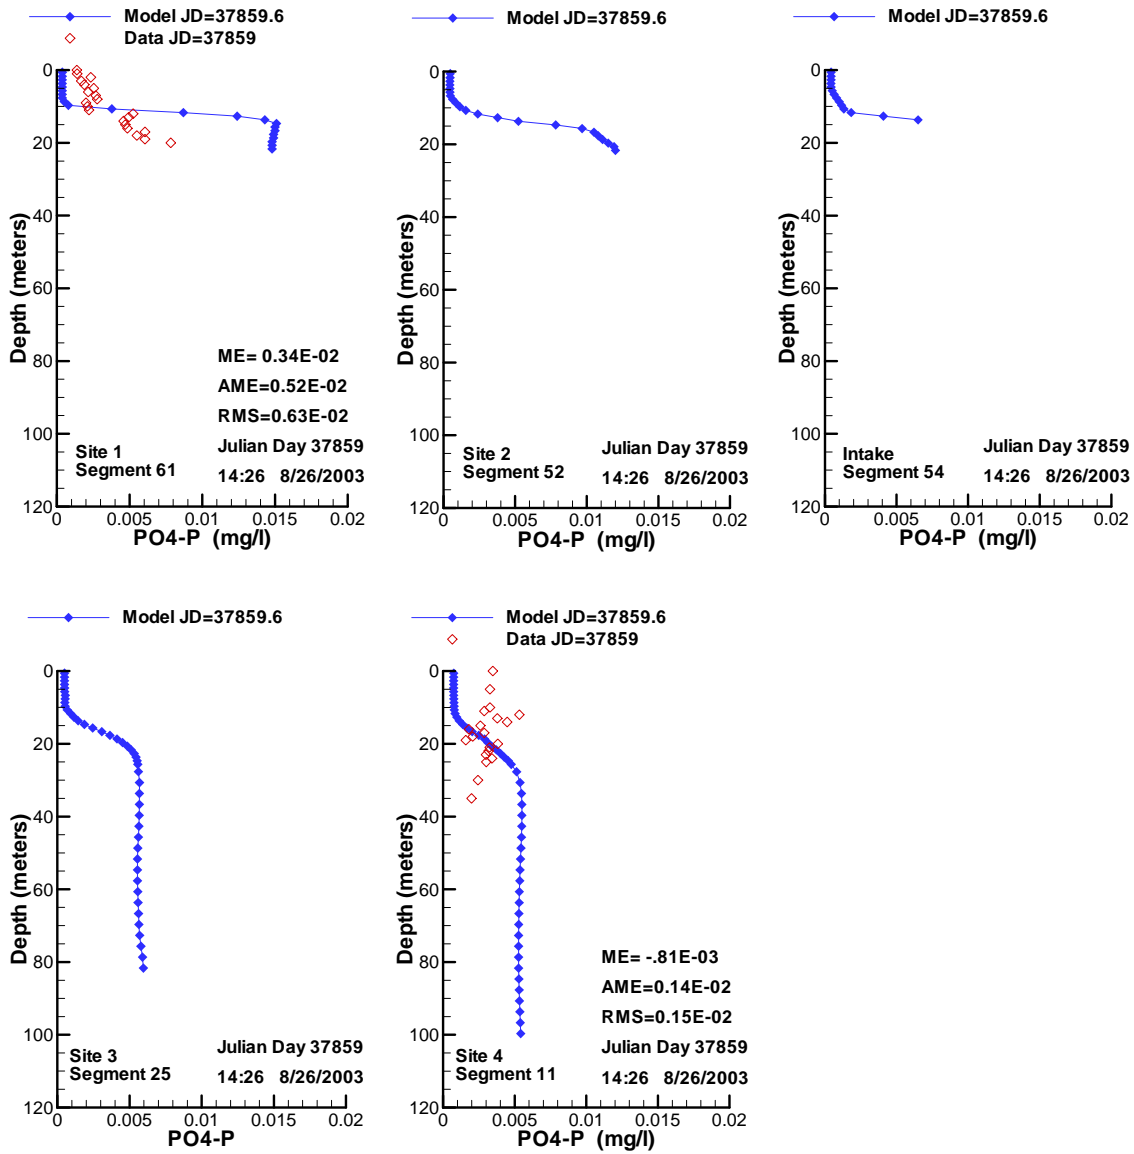 Model JD=37859.6
Data JD=37859
0
20
40
60
80
100
120
Depth (meters)
ME= 0.34E-02
AME=0.52E-02
RMS=0.63E-02
Site 1
Segment 61
Julian Day 37859
14:26 8/26/2003
0
0.005
0.01
0.015
0.02
PO4-P (mg/l)
Model JD=37859.6
0
20
40
60
80
100
120
Depth (meters)
Site 2
Segment 52
Julian Day 37859
14:26 8/26/2003
0
0.005
0.01
0.015
0.02
PO4-P (mg/l)
Model JD=37859.6
0
20
40
60
80
100
120
Depth (meters)
Intake
Segment 54
Julian Day 37859
14:26 8/26/2003
0
0.005
0.01
0.015
0.02
PO4-P (mg/l)
Model JD=37859.6
0
20
40
60
80
100
120
Depth (meters)
Site 3
Segment 25
Julian Day 37859
14:26 8/26/2003
0
0.005
0.01
0.015
0.02
PO4-P
Model JD=37859.6
Data JD=37859
0
20
40
60
80
100
120
Depth (meters)
ME= -.81E-03
AME=0.14E-02
RMS=0.15E-02
Site 4
Segment 11
Julian Day 37859
14:26 8/26/2003
0
0.005
0.01
0.015
0.02
PO4-P (mg/l)